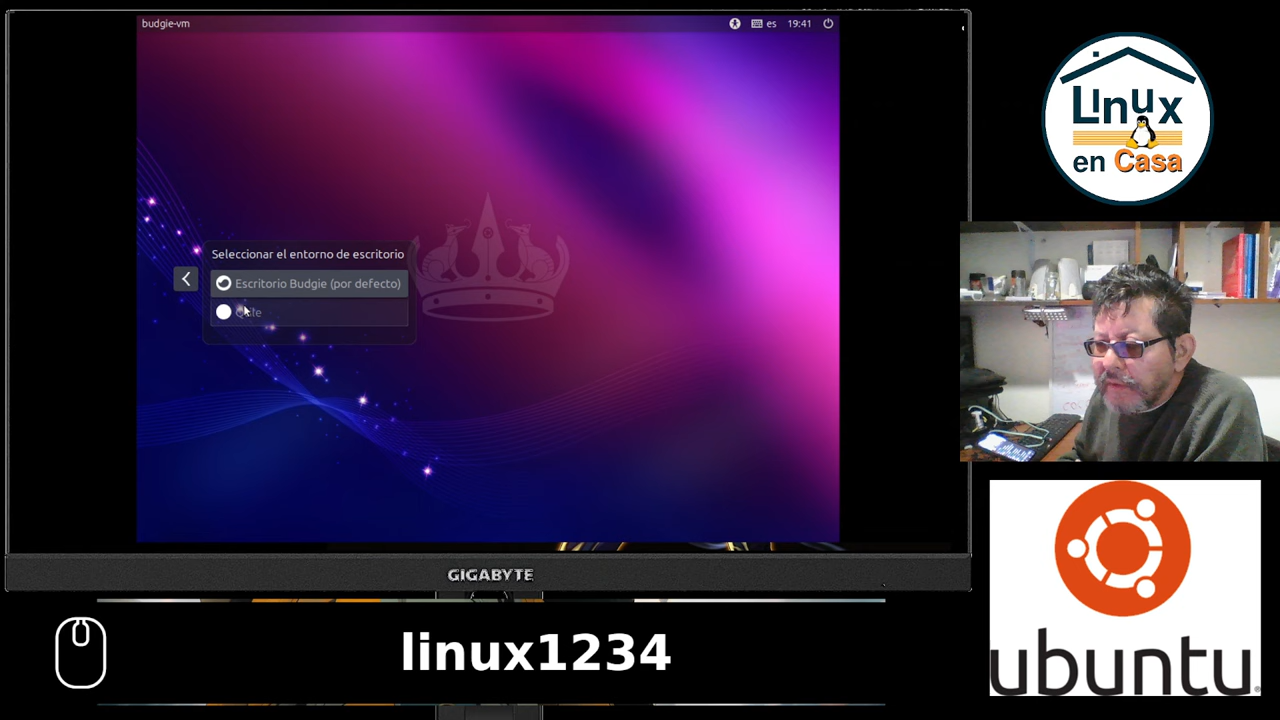 budgie-vm
es
19:41
Seleccionar el entorno de escritorio
Escritorio Budgie (por defecto)
GIGABYTE
linux1234
Linux
en Casa
ubuntu